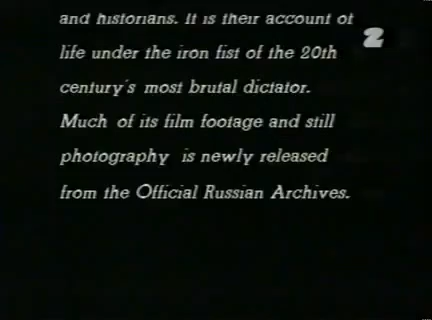 and historians. It is their account of
life under the iron fist of the 20th
century's most brutal dictator.
Much of its film footage and still
photography is newly released
from the Official Russian Archives.
2